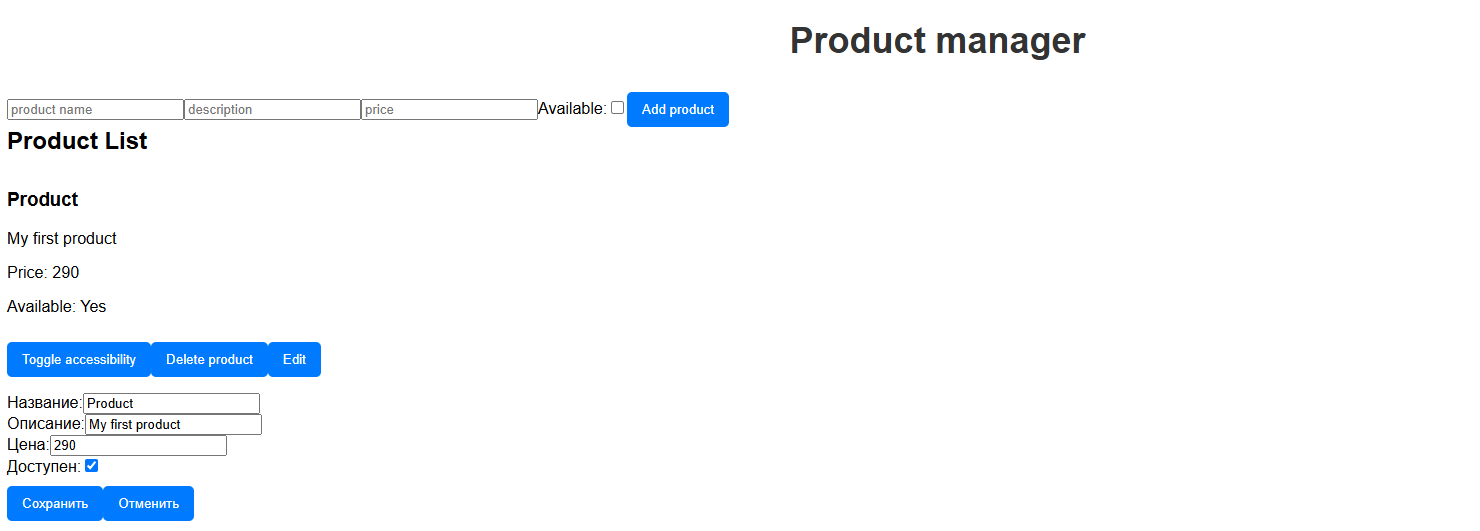 Product manager
product name description price Available: Add product
Product List
Product
My first product
Price: 290
Available: Yes
Toggle accessibility Delete product Edit
Название: Product
Описание: My first product
Цена: 290
Доступен:
Сохранить Отменить